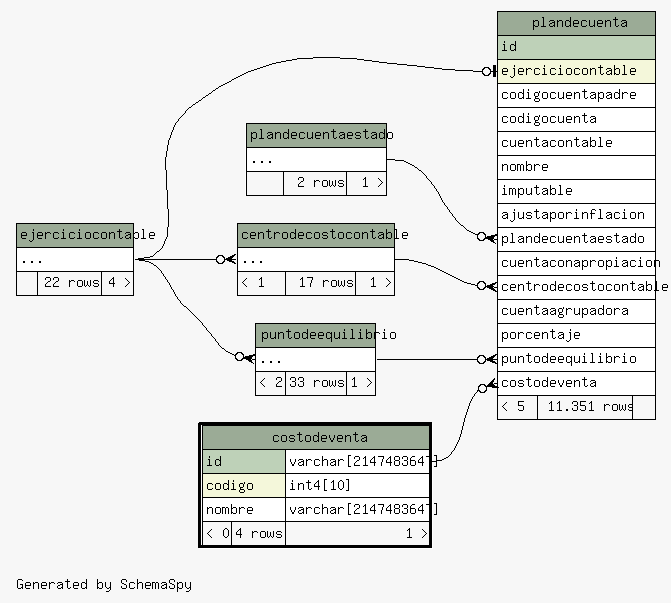 plandecuenta
id
ejerciciocontable
codigocuentapadre
codigocuenta
cuentacontable
nombre
imputable
ajustaporinflacion
plandecuentaestado
cuentaconapropiacion
centrodecostocontable
cuentaagrupadora
porcentaje
puntodeequilibrio
costodeventa
< 5 11.351 rows
plandecuentaestado
...
2 rows 1 >
ejerciciocontable
...
22 rows 4 >
centrodecostocontable
...
< 1 17 rows 1 >
puntodeequilibrio
...
< 2 33 rows 1 >
costodeventa
id varchar[2147483647]
codigo int4[10]
nombre varchar[2147483647]
< 0 4 rows 1 >
Generated by SchemaSpy